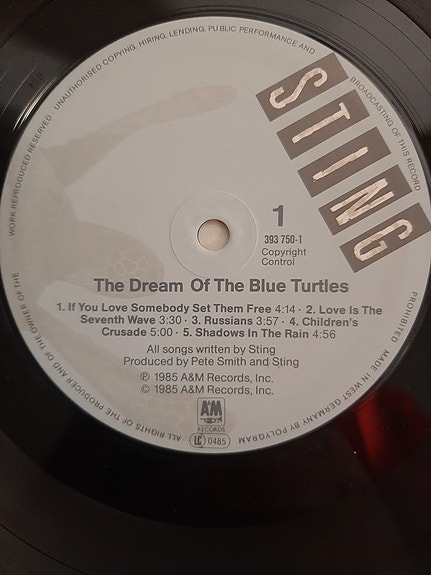 UNAUTHORISED COPYING, HIRING, LENDING, PUBLIC PERFORMANCE AND BROADCASTING OF THIS RECORD PROHIBITED
STING
1
393 750-1
Copyright
Control
The Dream Of The Blue Turtles
1. If You Love Somebody Set Them Free 4:14 · 2. Love Is The
Seventh Wave 3:30 · 3. Russians 3:57 · 4. Children's
Crusade 5:00 · 5. Shadows In The Rain 4:56
All songs written by Sting
Produced by Pete Smith and Sting
℗ 1985 A&M Records, Inc.
© 1985 A&M Records, Inc.
A&M
RECORDS
LC 0485
MADE IN WEST GERMANY BY POLYGRAM
ALL RIGHTS OF THE PRODUCER AND OF THE OWNER OF THE WORK REPRODUCED RESERVED